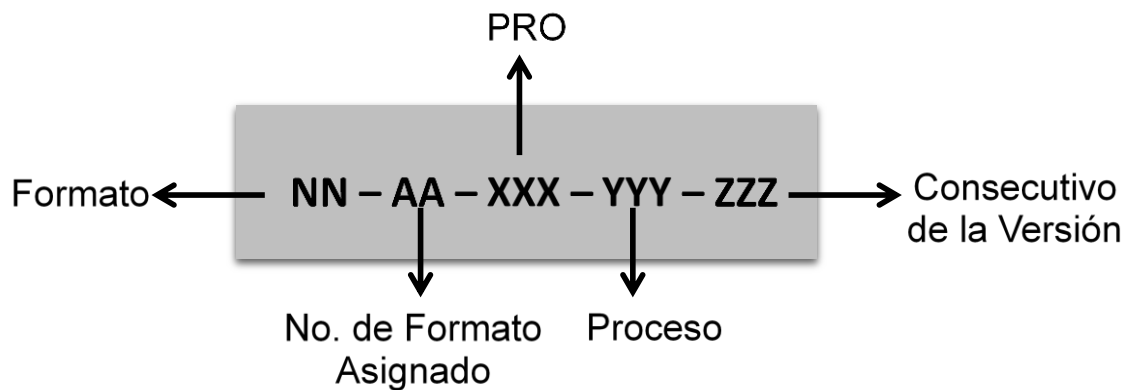 PRO
Formato
NN – AA – XXX – YYY – ZZZ
Consecutivo
de la Versión
No. de Formato
Asignado
Proceso